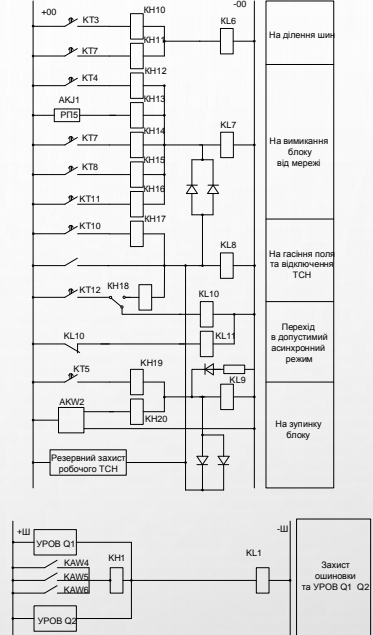 +00
-00
KT3
KH10
KL6
На ділення шин
KH11
KT7
KH12
KT4
AKJ1
KH13
РП5
KH14
KT7
KL7
На вимикання
блоку
від мережі
KH15
KT8
KH16
KT11
KH17
KT10
KL8
На гасіння поля
та відключення
ТСН
KT12
KH18
KL10
KL10
KL11
Перехід
в допустимий
асинхронний
режим
KT5
KH19
KL9
AKW2
KH20
На зупинку
блоку
Резервний захист
робочого ТСН
+Ш
-Ш
УРОВ Q1
KAW4
KH1
KL1
KAW5
KAW6
УРОВ Q2
Захист
ошиновки
та УРОВ Q1 Q2